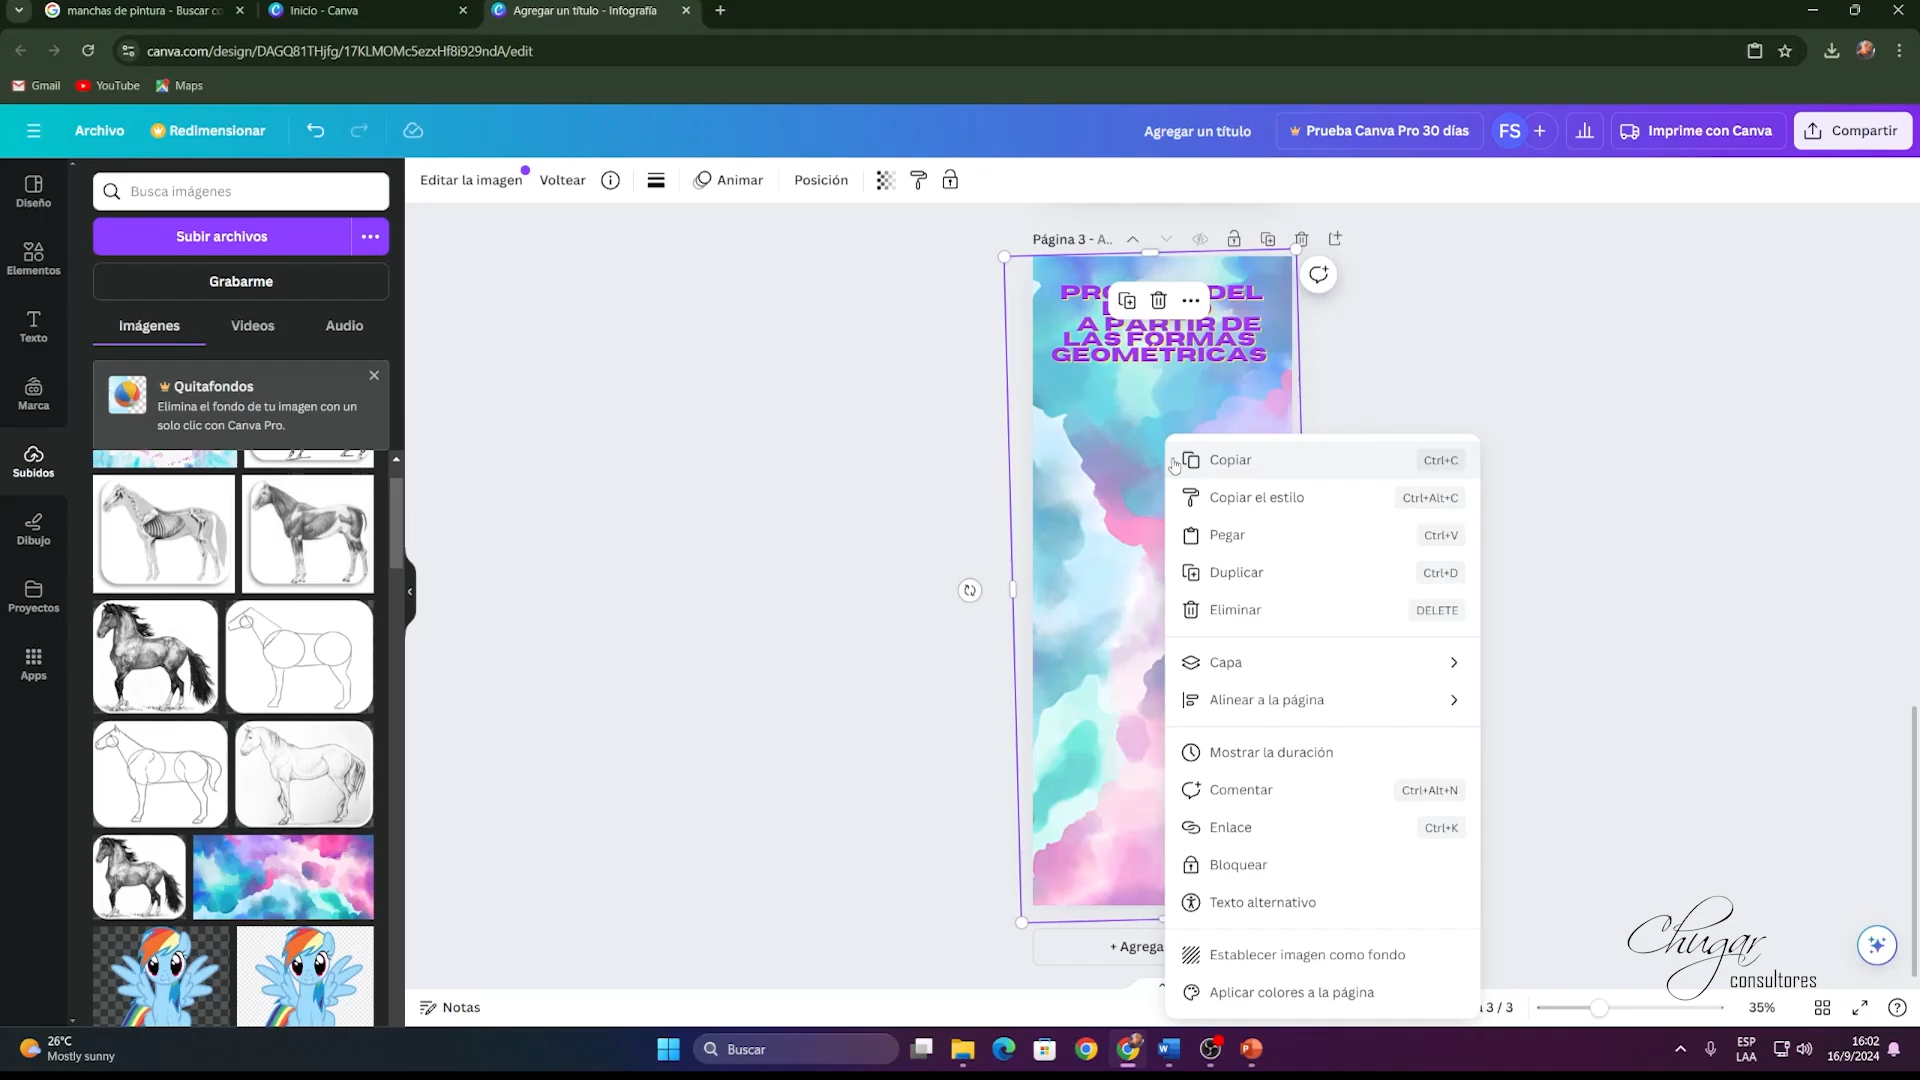 manchas de pintura - Buscar co
Inicio - Canva
Agregar un título - Infografía
canva.com/design/DAGQ81THjfg/17KLMOMc5ezxHf8i929ndA/edit
Gmail
YouTube
Maps
Archivo
Redimensionar
Agregar un título
Prueba Canva Pro 30 días
FS
Imprime con Canva
Compartir
Diseño
Elementos
Texto
Marca
Subidos
Dibujo
Proyectos
Apps
Busca imágenes
Subir archivos
Grabarme
Imágenes
Videos
Audio
Quitafondos
Elimina el fondo de tu imagen con un
solo clic con Canva Pro.
Editar la imagen
Voltear
Animar
Posición
Página 3 - A..
DEL
A PARTIR DE
LAS FORMAS
GEOMÉTRICAS
Copiar Ctrl+C
Copiar el estilo Ctrl+Alt+C
Pegar Ctrl+V
Duplicar Ctrl+D
Eliminar DELETE
Capa
Alinear a la página
Mostrar la duración
Comentar Ctrl+Alt+N
Enlace Ctrl+K
Bloquear
Texto alternativo
Establecer imagen como fondo
Aplicar colores a la página
+ Agrega
Notas
3 / 3
35%
Chugar
consultores
26°C
Mostly sunny
Buscar
ESP
LAA
16:02
16/9/2024